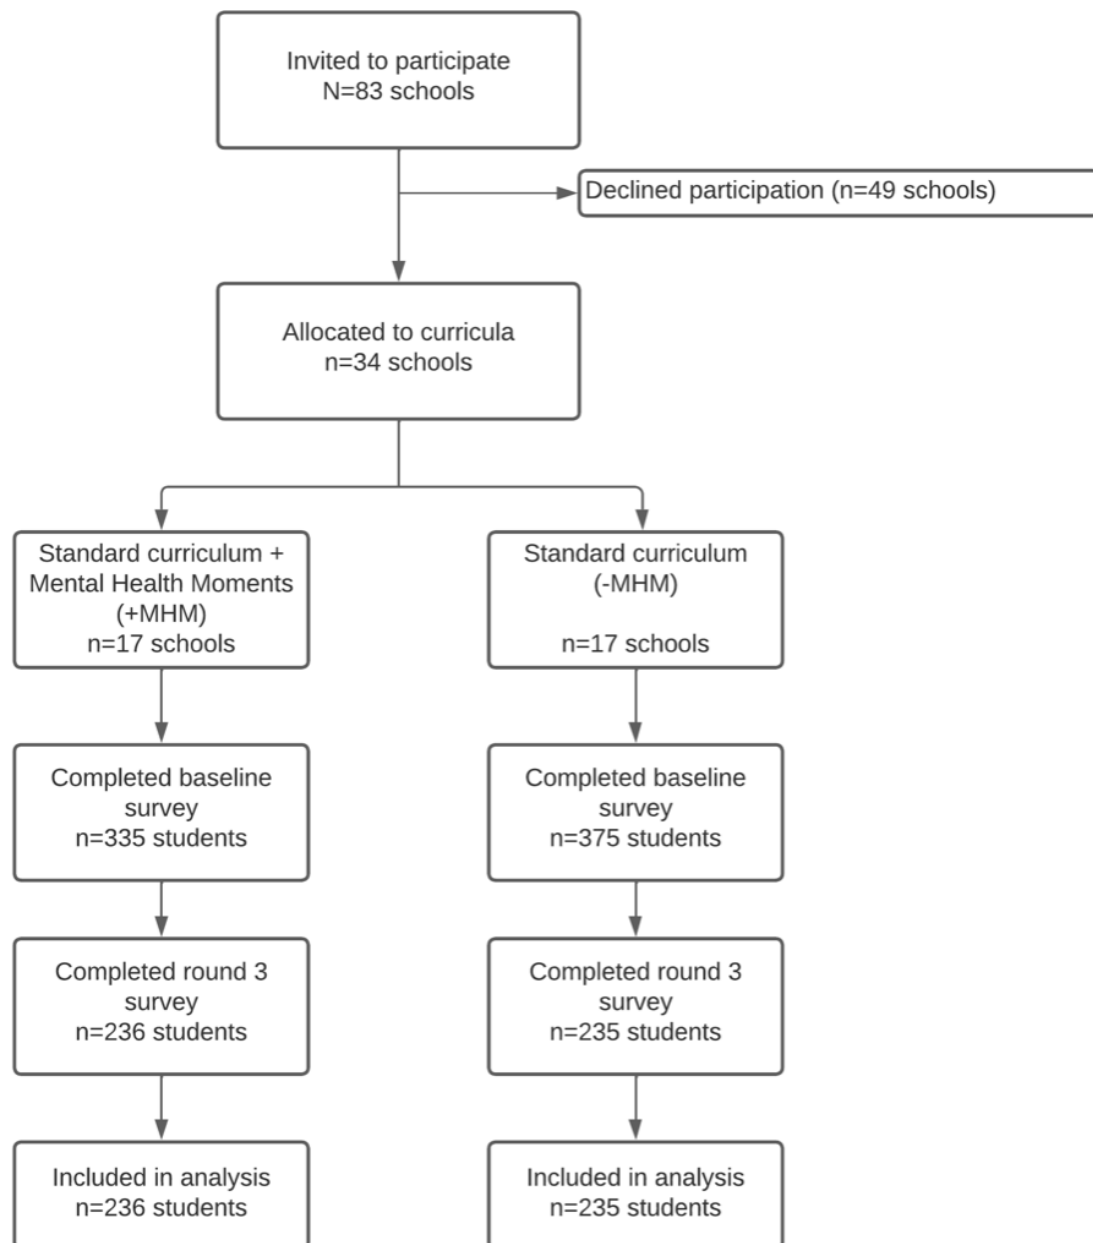 Invited to participate
N=83 schools
Declined participation (n=49 schools)
Allocated to curricula
n=34 schools
Standard curriculum +
Mental Health Moments
(+MHM)
n=17 schools
Standard curriculum
(-MHM)
n=17 schools
Completed baseline
survey
n=335 students
Completed baseline
survey
n=375 students
Completed round 3
survey
n=236 students
Completed round 3
survey
n=235 students
Included in analysis
n=236 students
Included in analysis
n=235 students